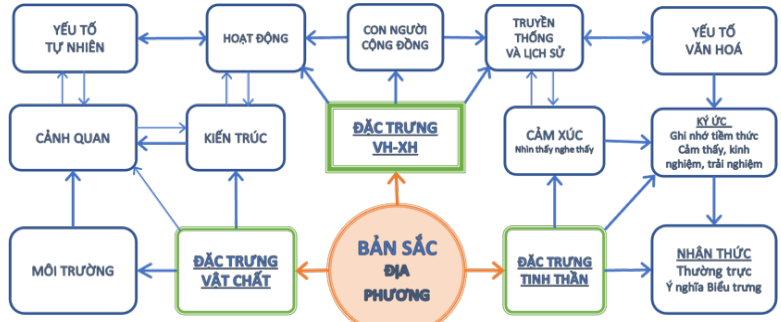 YẾU TỐ
TỰ NHIÊN
HOẠT ĐỘNG
CON NGƯỜI
CỘNG ĐỒNG
TRUYỀN
THỐNG
VÀ LỊCH SỬ
YẾU TỐ
VĂN HOÁ
CẢNH QUAN
KIẾN TRÚC
ĐẶC TRƯNG
VH-XH
CẢM XÚC
Nhìn thấy nghe thấy
KÝ ỨC
Ghi nhớ tiềm thức
Cảm thấy, kinh
nghiệm, trải nghiệm
MÔI TRƯỜNG
ĐẶC TRƯNG
VẬT CHẤT
BẢN SẮC
ĐỊA
PHƯƠNG
ĐẶC TRƯNG
TINH THẦN
NHẬN THỨC
Thường trực
Ý nghĩa Biểu trưng